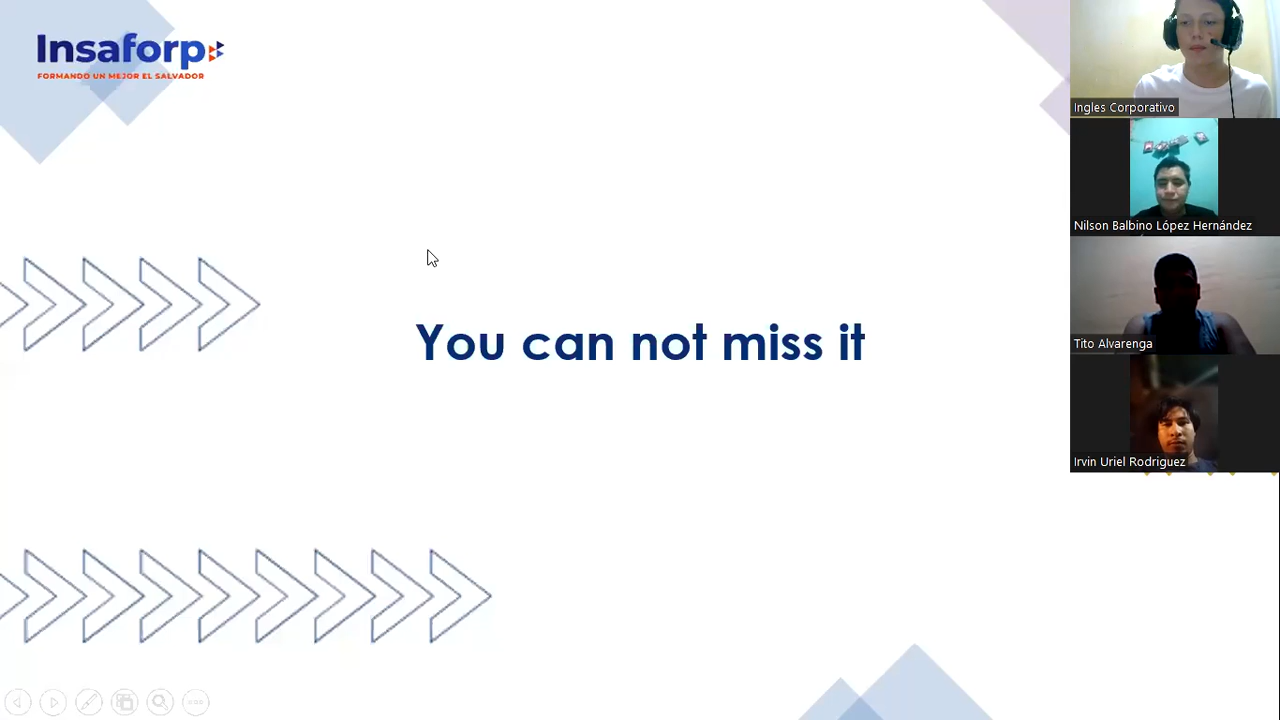 Insaforp
FORMANDO UN MEJOR EL SALVADOR
You can not miss it
Ingles Corporativo
Nilson Balbino López Hernández
Tito Alvarenga
Irvin Uriel Rodriguez